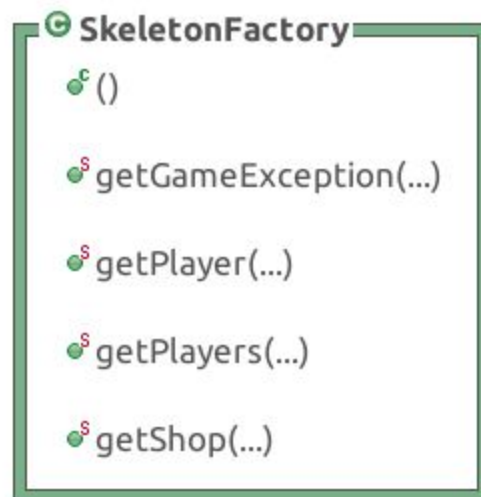 C SkeletonFactory
C ()
S getGameException(...)
S getPlayer(...)
S getPlayers(...)
S getShop(...)